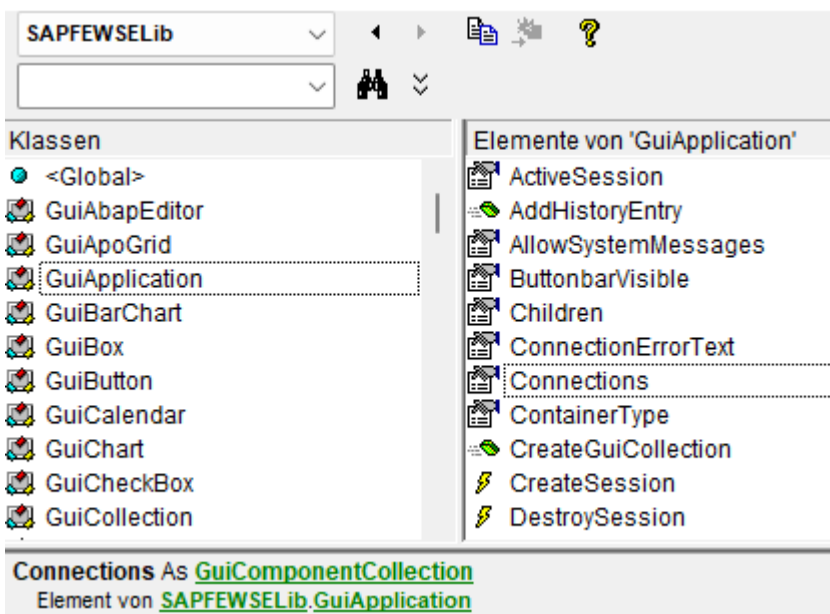 SAPFEWSELib
Klassen
<Global>
GuiAbapEditor
GuiApoGrid
GuiApplication
GuiBarChart
GuiBox
GuiButton
GuiCalendar
GuiChart
GuiCheckBox
GuiCollection
Elemente von 'GuiApplication'
ActiveSession
AddHistoryEntry
AllowSystemMessages
ButtonbarVisible
Children
ConnectionErrorText
Connections
ContainerType
CreateGuiCollection
CreateSession
DestroySession
Connections As GuiComponentCollection
Element von SAPFEWSELib.GuiApplication